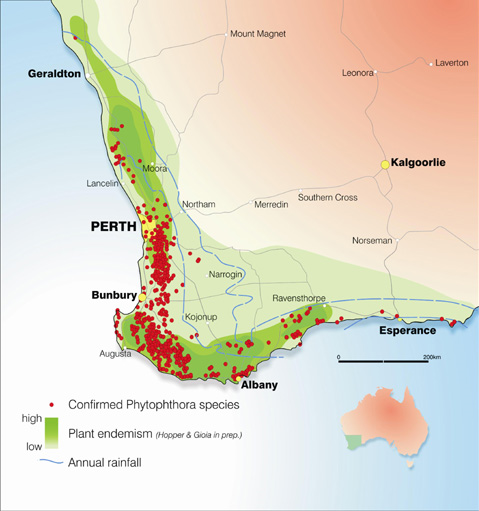 Mount Magnet
Geraldton
Leonora
Laverton
Kalgoorlie
Moora
Lancelin
Northam
Merredin
Southern Cross
PERTH
Norseman
Narrogin
Bunbury
Ravensthorpe
Kojonup
Esperance
Augusta
Albany
0
200km
Confirmed Phytophthora species
high
Plant endemism (Hopper & Gioia in prep.)
low
Annual rainfall